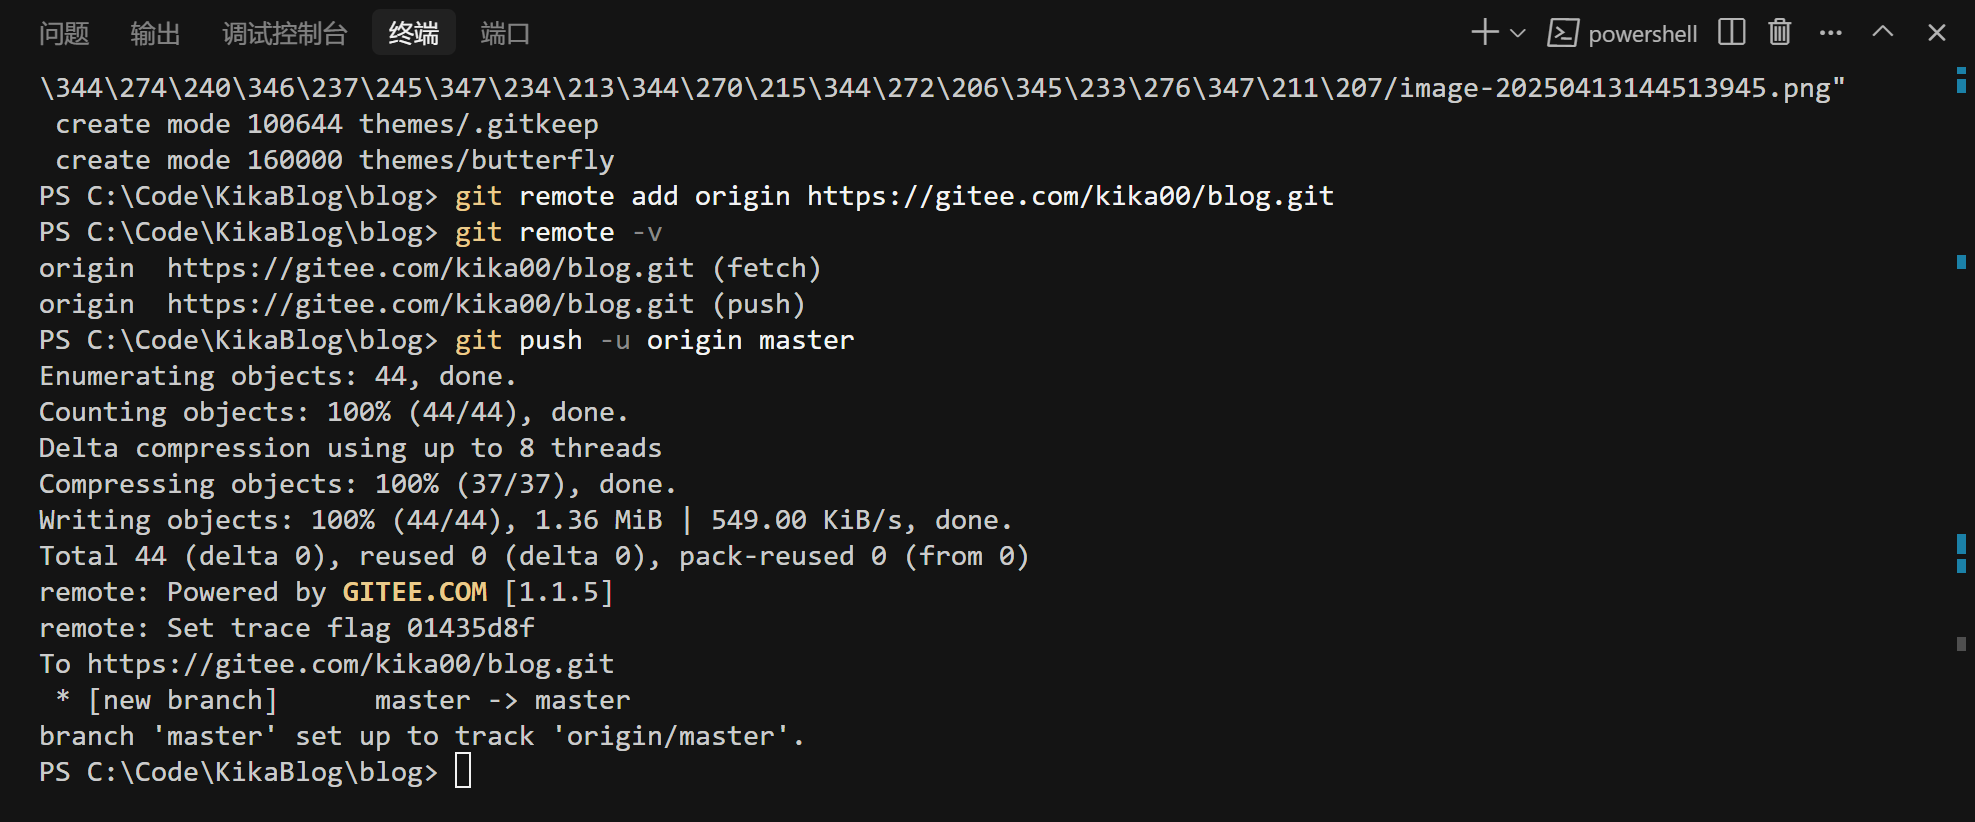 问题 输出 调试控制台 终端 端口 powershell
\344\274\240\346\237\245\347\234\213\344\270\215\344\272\206\345\233\276\347\211\207/image-20250413144513945.png"
create mode 100644 themes/.gitkeep
create mode 160000 themes/butterfly
PS C:\Code\KikaBlog\blog> git remote add origin https://gitee.com/kika00/blog.git
PS C:\Code\KikaBlog\blog> git remote -v
origin  https://gitee.com/kika00/blog.git (fetch)
origin  https://gitee.com/kika00/blog.git (push)
PS C:\Code\KikaBlog\blog> git push -u origin master
Enumerating objects: 44, done.
Counting objects: 100% (44/44), done.
Delta compression using up to 8 threads
Compressing objects: 100% (37/37), done.
Writing objects: 100% (44/44), 1.36 MiB | 549.00 KiB/s, done.
Total 44 (delta 0), reused 0 (delta 0), pack-reused 0 (from 0)
remote: Powered by GITEE.COM [1.1.5]
remote: Set trace flag 01435d8f
To https://gitee.com/kika00/blog.git
 * [new branch]      master -> master
branch 'master' set up to track 'origin/master'.
PS C:\Code\KikaBlog\blog>